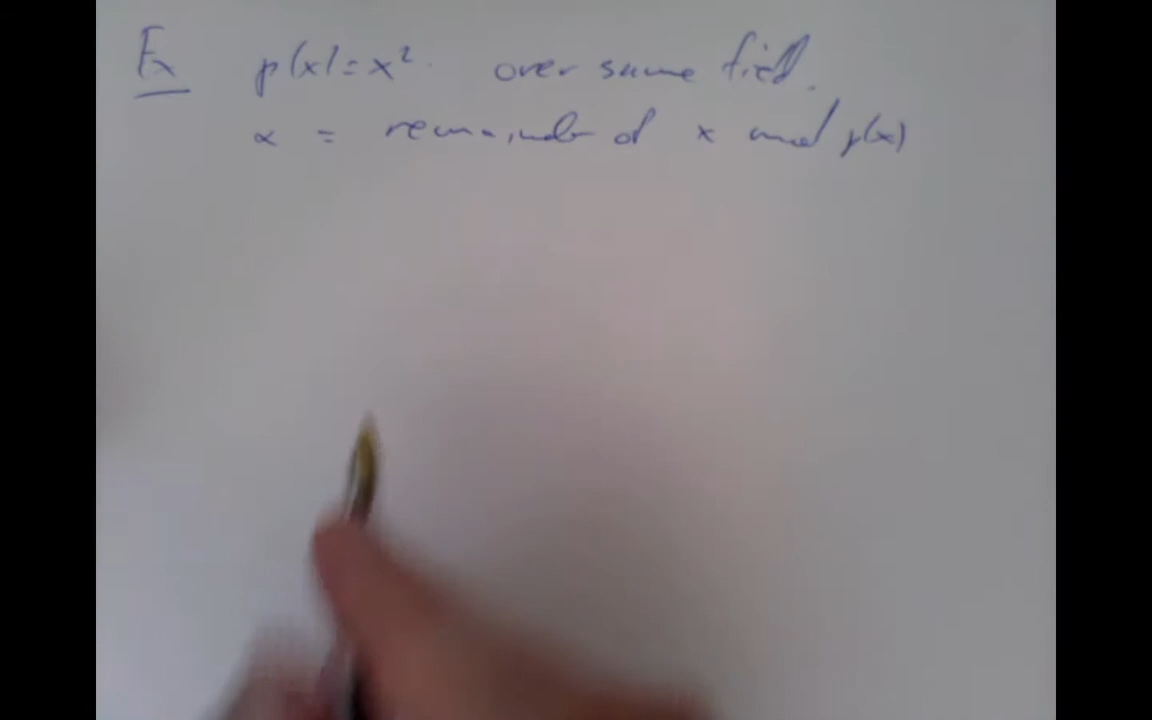 Ex p(x)=x². over some field.
α = remainder of x mod p(x)